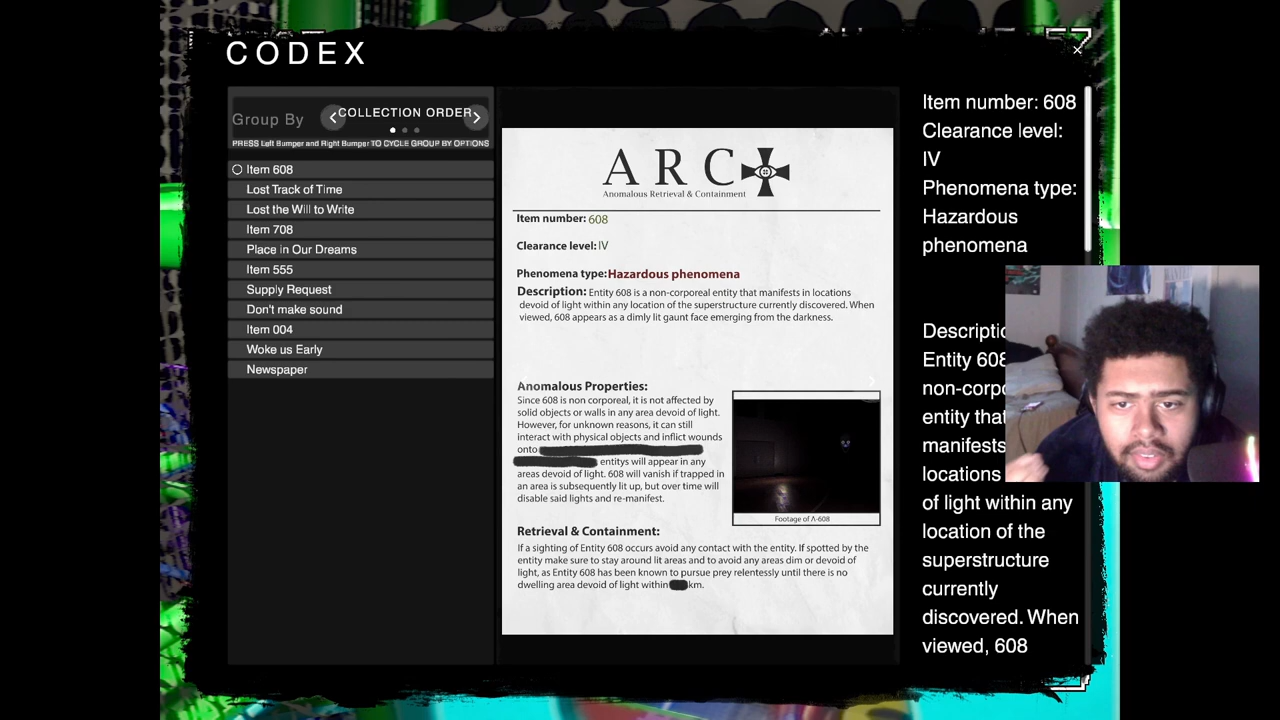 CODEX
Group By
COLLECTION ORDER
PRESS Left Bumper and Right Bumper TO CYCLE GROUP BY OPTIONS
Item 608
Lost Track of Time
Lost the Will to Write
Item 708
Place in Our Dreams
Item 555
Supply Request
Don't make sound
Item 004
Woke us Early
Newspaper
ARC
Anomalous Retrieval & Containment
Item number: 608
Clearance level: IV
Phenomena type: Hazardous phenomena
Description: Entity 608 is a non-corporeal entity that manifests in locations
devoid of light within any location of the superstructure currently discovered. When
viewed, 608 appears as a dimly lit gaunt face emerging from the darkness.
Anomalous Properties:
Since 608 is non corporeal, it is not affected by
solid objects or walls in any area devoid of light.
However, for unknown reasons, it can still
interact with physical objects and inflict wounds
onto
entitys will appear in any
areas devoid of light. 608 will vanish if trapped in
an area is subsequently lit up, but over time will
disable said lights and re-manifest.
Footage of Λ-608
Retrieval & Containment:
If a sighting of Entity 608 occurs avoid any contact with the entity. If spotted by the
entity make sure to stay around lit areas and to avoid any areas dim or devoid of
light, as Entity 608 has been known to pursue prey relentlessly until there is no
dwelling area devoid of light within km.
Item number: 608
Clearance level:
IV
Phenomena type:
Hazardous
phenomena
Descriptio
Entity 608
non-corpo
entity that
manifests
locations
of light within any
location of the
superstructure
currently
discovered. When
viewed, 608